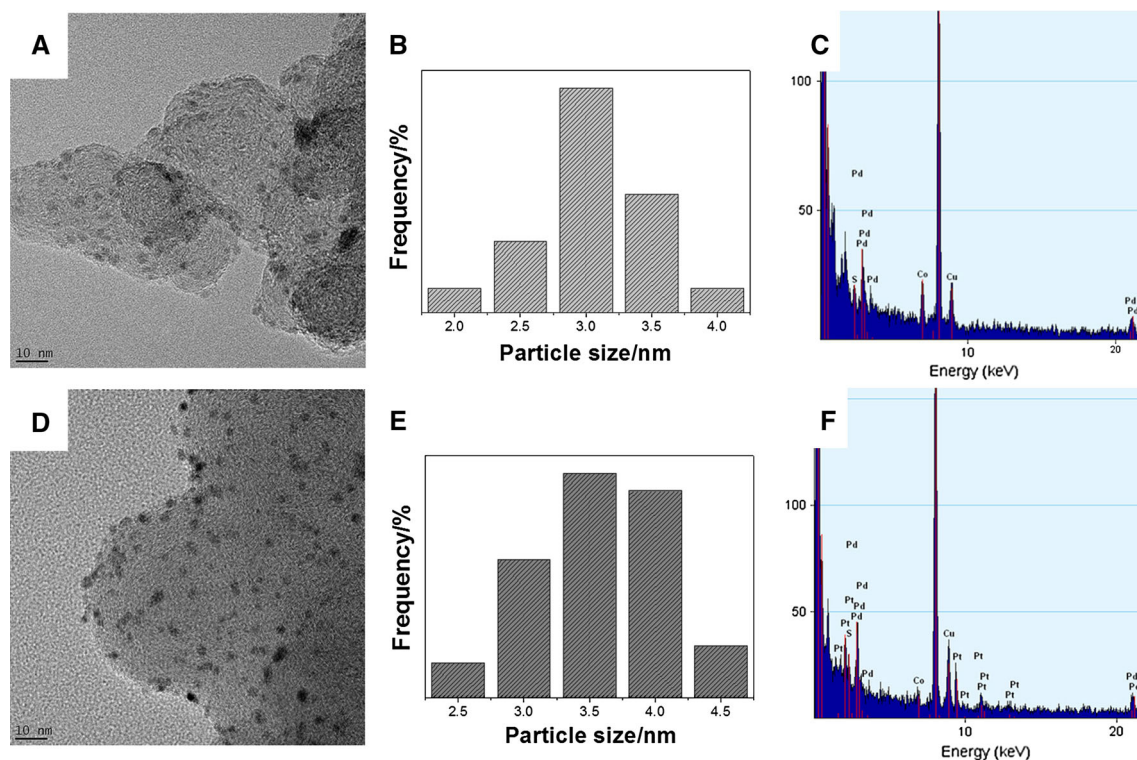 A
10 nm
B
Frequency/%
2.0 2.5 3.0 3.5 4.0
Particle size/nm
C
100
50
Pd
Pd
Pd
Pd
S
Pd
Co
Cu
Pd
Pd
10 20
Energy (keV)
D
10 nm
E
Frequency/%
2.5 3.0 3.5 4.0 4.5
Particle size/nm
F
100
50
Pd
Pd
Pt
Pd
Pt
Pd
S
Pt
Pd
Co
Cu
Pt
Pt
Pt
Pt
Pt
Pt
Pt
Pd
10 20
Energy (keV)